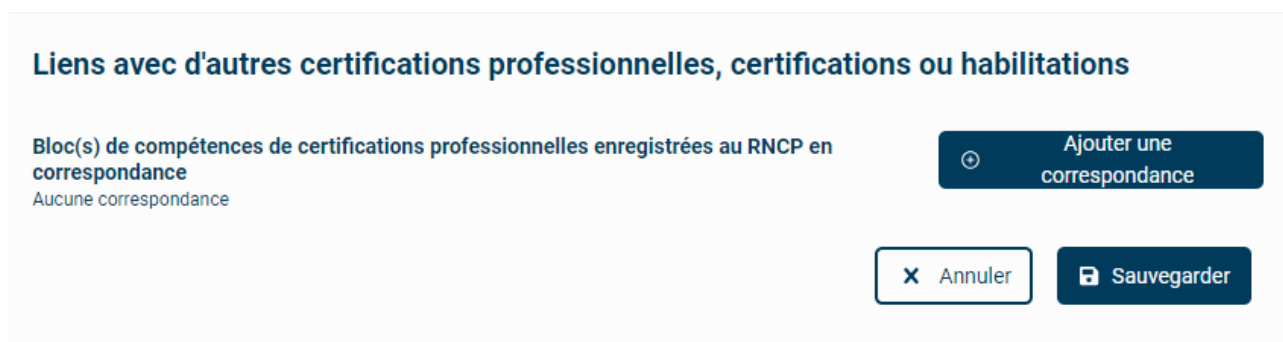 Liens avec d'autres certifications professionnelles, certifications ou habilitations
Bloc(s) de compétences de certifications professionnelles enregistrées au RNCP en
correspondance
Aucune correspondance
Ajouter une
correspondance
Annuler
Sauvegarder